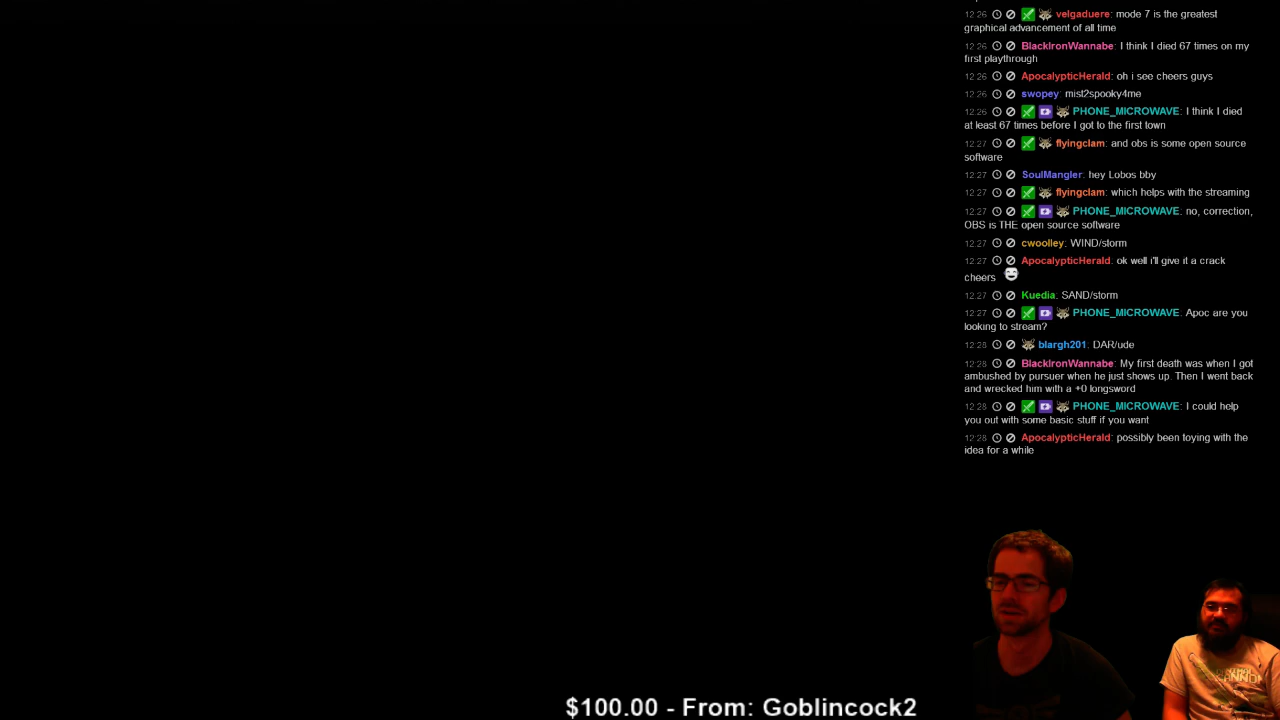 12:26 velgaduere: mode 7 is the greatest
graphical advancement of all time
12:26 BlackIronWannabe: I think I died 67 times on my
first playthrough
12:26 ApocalypticHerald: oh i see cheers guys
12:26 swopey: mist2spooky4me
12:26 PHONE_MICROWAVE: I think I died
at least 67 times before I got to the first town
12:27 flyingclam: and obs is some open source
software
12:27 SoulMangler: hey Lobos bby
12:27 flyingclam: which helps with the streaming
12:27 PHONE_MICROWAVE: no, correction,
OBS is THE open source software
12:27 cwoolley: WIND/storm
12:27 ApocalypticHerald: ok well i'll give it a crack
cheers
12:27 Kuedia: SAND/storm
12:27 PHONE_MICROWAVE: Apoc are you
looking to stream?
12:28 blargh201: DAR/ude
12:28 BlackIronWannabe: My first death was when I got
ambushed by pursuer when he just shows up. Then I went back
and wrecked him with a +0 longsword
12:28 PHONE_MICROWAVE: I could help
you out with some basic stuff if you want
12:28 ApocalypticHerald: possibly been toying with the
idea for a while
$100.00 - From: Goblincock2